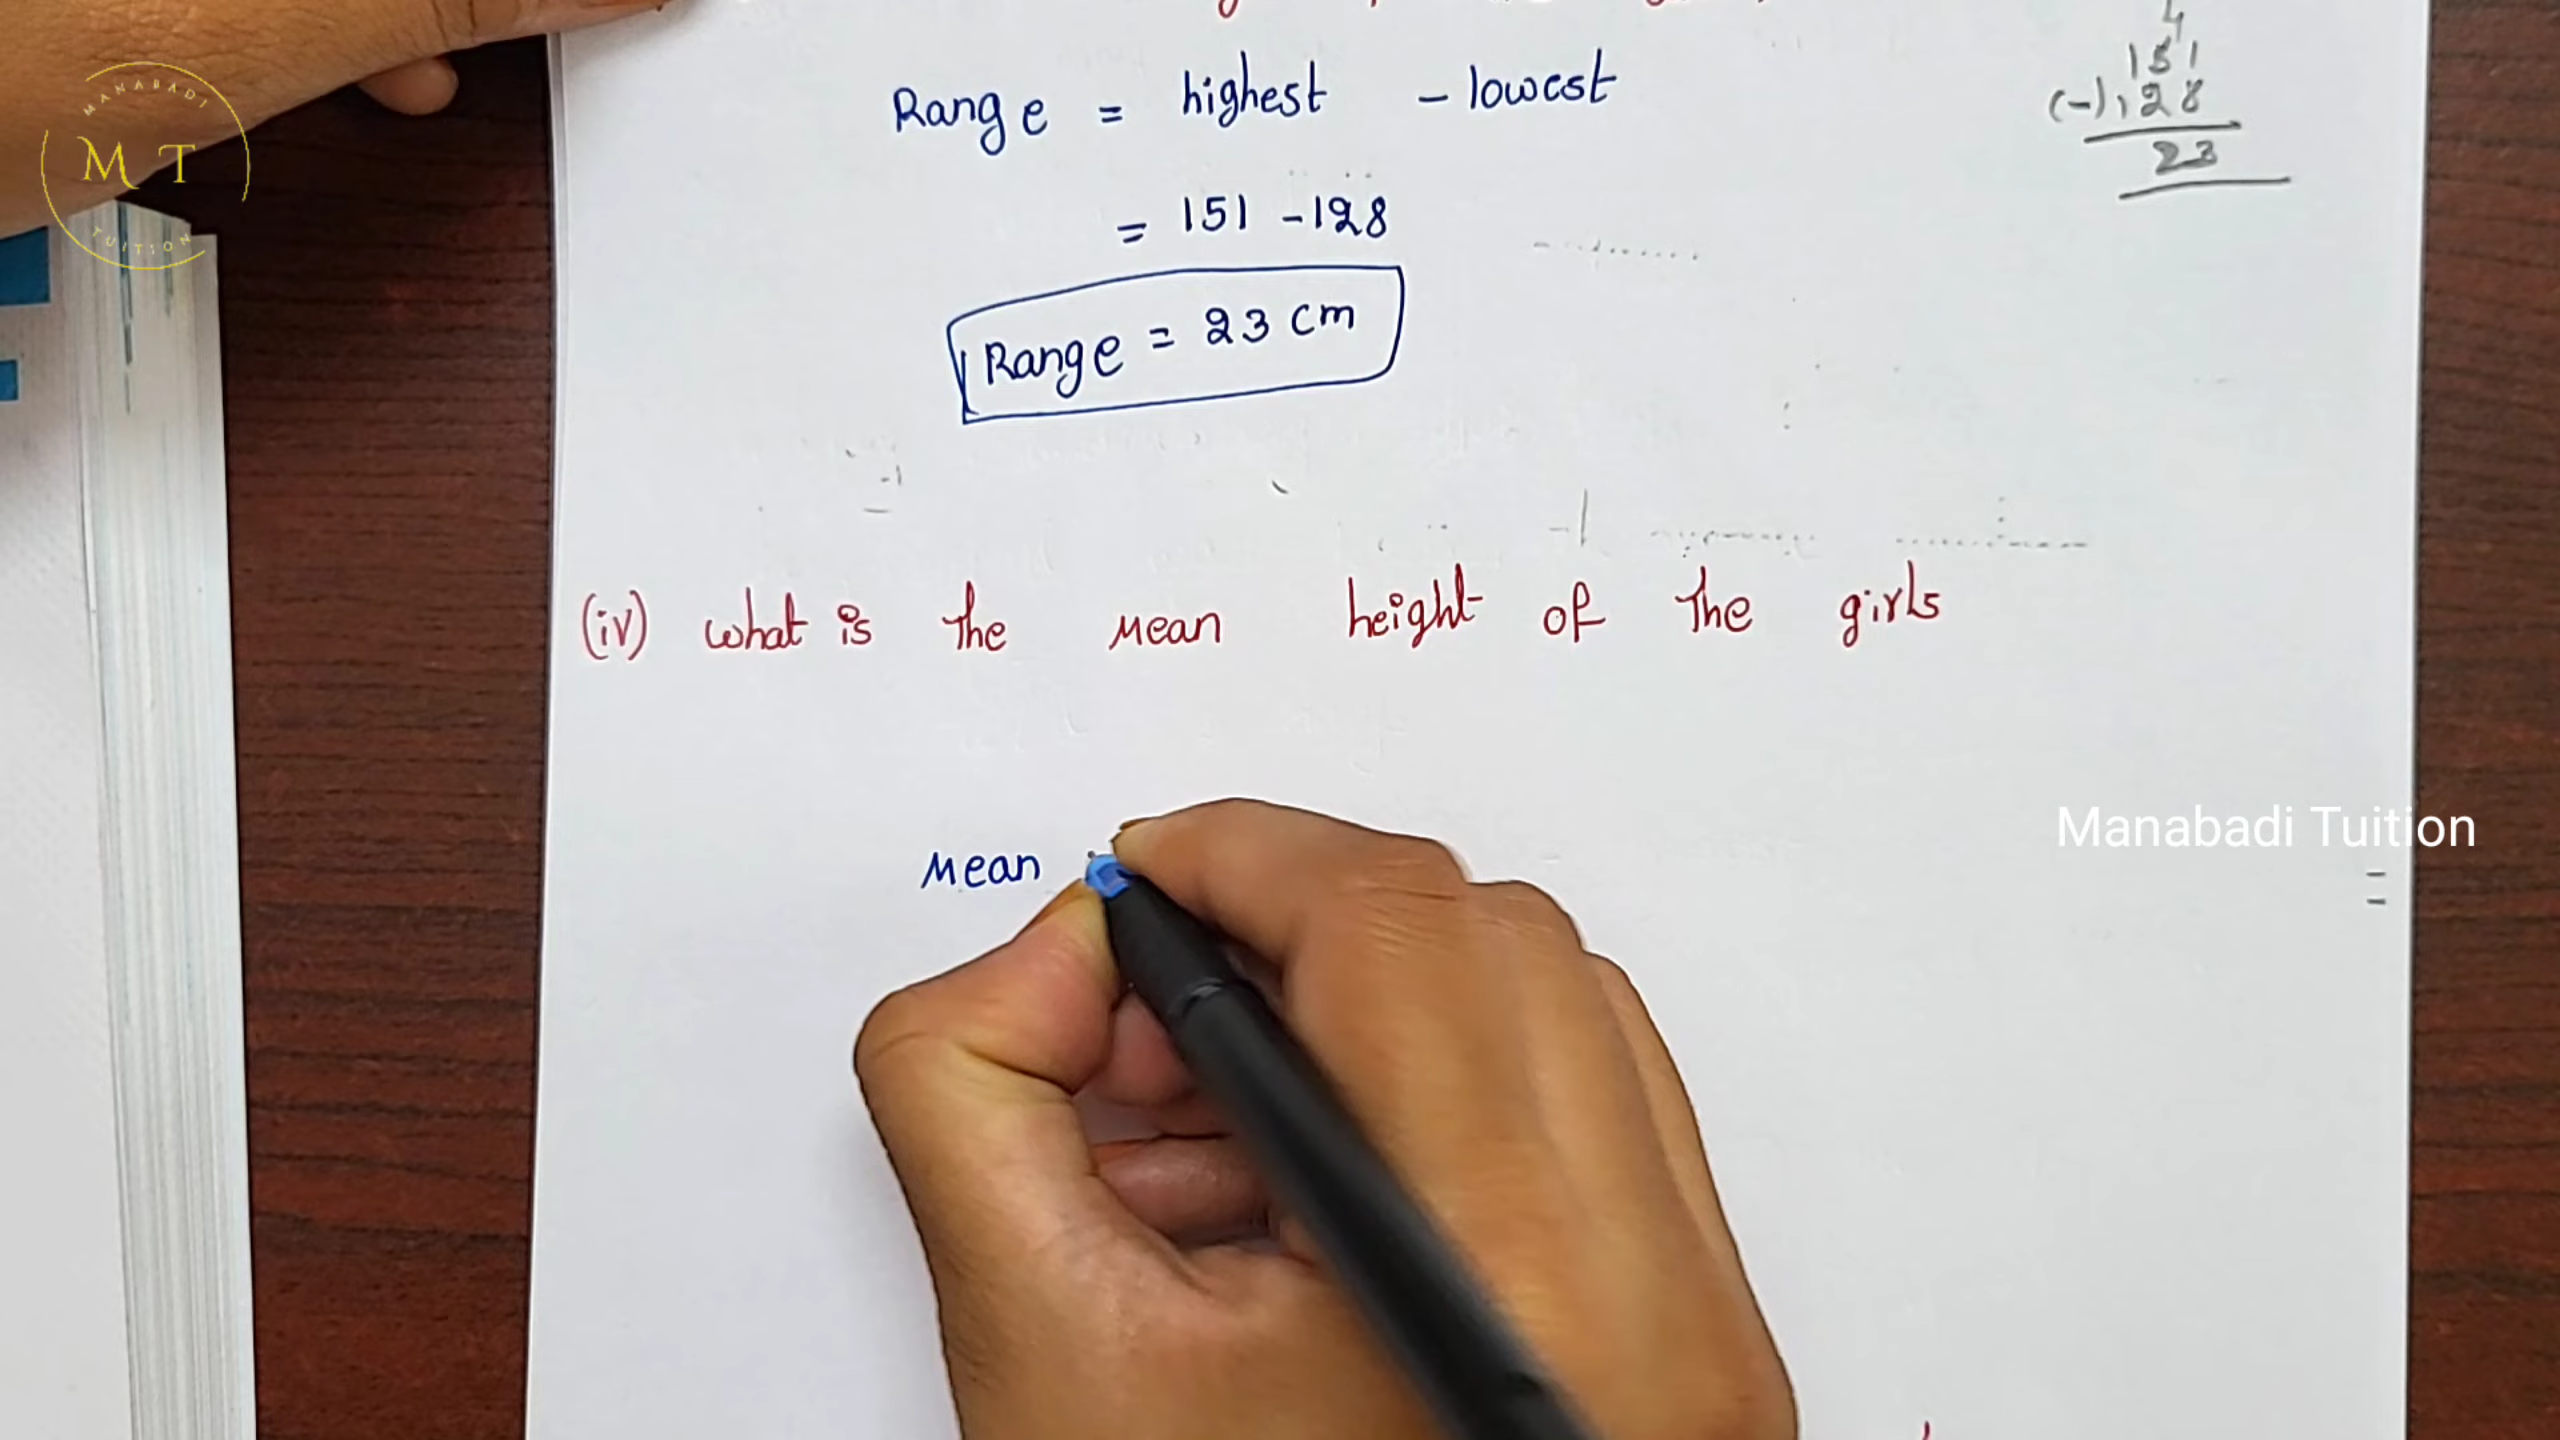 Range = highest - lowest
= 151 - 128
Range = 23 cm
151
(-) 128
23
(iv) what is the Mean height of the girls
Mean
MANABADI
MT
TUITION
Manabadi Tuition
=